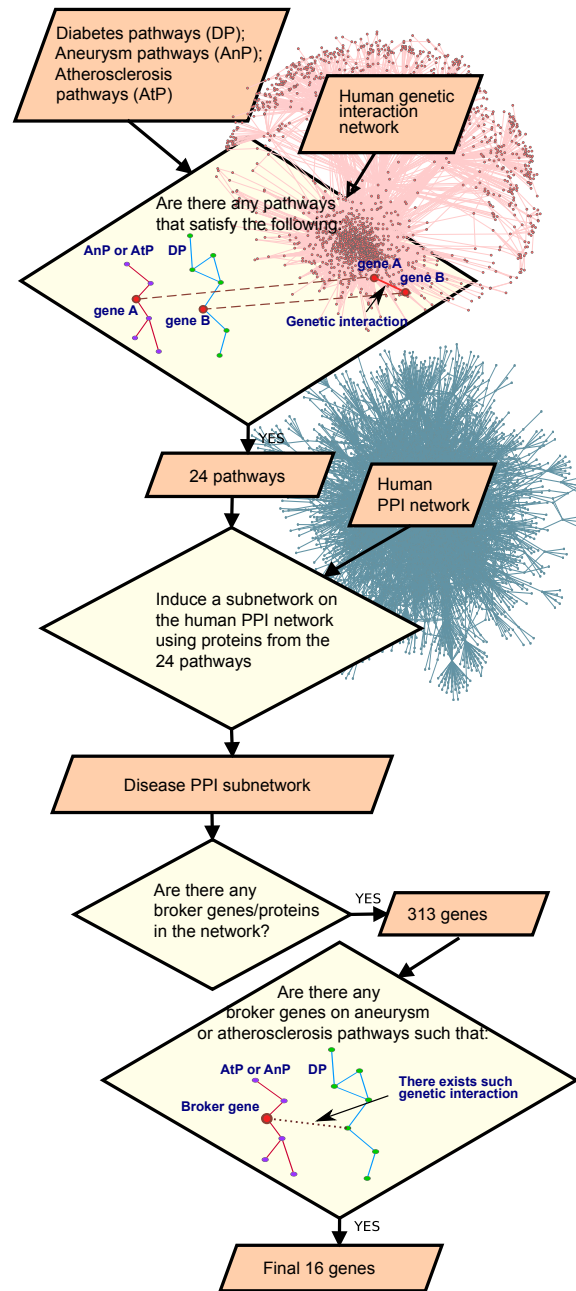 Diabetes pathways (DP);
Aneurysm pathways (AnP);
Atherosclerosis
pathways (AtP)
Human genetic
interaction
network
Are there any pathways
that satisfy the following:
AnP or AtP
DP
gene A
gene B
gene A
gene B
Genetic interaction
YES
24 pathways
Human
PPI network
Induce a subnetwork on
the human PPI network
using proteins from the
24 pathways
Disease PPI subnetwork
Are there any
broker genes/proteins
in the network?
YES
313 genes
Are there any
broker genes on aneurysm
or atherosclerosis pathways such that:
AtP or AnP
DP
Broker gene
There exists such
genetic interaction
YES
Final 16 genes